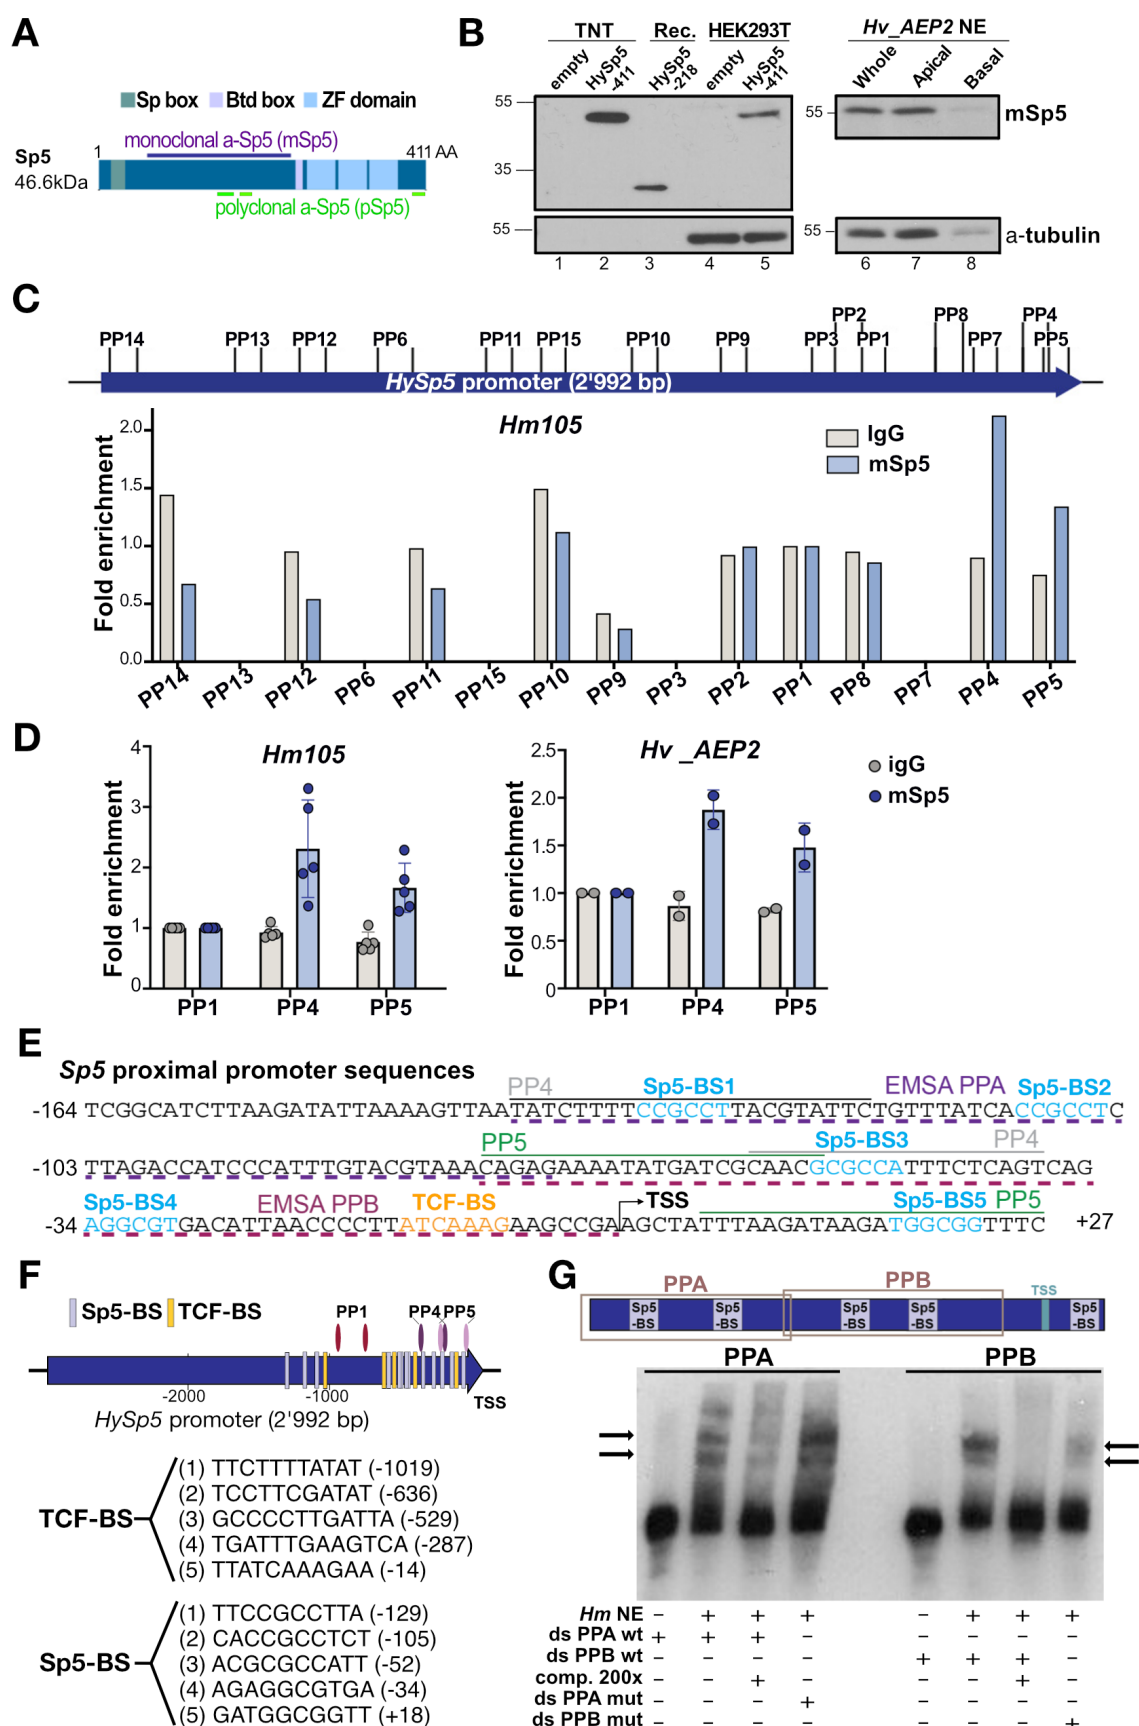 A
Sp box Btd box ZF domain
monoclonal a-Sp5 (mSp5)
1 411 AA
Sp5
46.6kDa
polyclonal a-Sp5 (pSp5)
B
TNT Rec. HEK293T Hv_AEP2 NE
empty HySp5 -411 HySp5 -218 empty HySp5 -411 Whole Apical Basal
55 55 mSp5
35
55 55 a-tubulin
1 2 3 4 5 6 7 8
C
PP2 PP8 PP4
PP14 PP13 PP12 PP6 PP11 PP15 PP10 PP9 PP3 PP1 PP7 PP5
HySp5 promoter (2'992 bp)
Hm105
IgG
mSp5
Fold enrichment
2.0
1.5
1.0
0.5
0.0
PP14 PP13 PP12 PP6 PP11 PP15 PP10 PP9 PP3 PP2 PP1 PP8 PP7 PP4 PP5
D
Hm105
Fold enrichment
4
3
2
1
0
PP1 PP4 PP5
Hv _AEP2
Fold enrichment
2.5
2.0
1.5
1.0
0.5
0
PP1 PP4 PP5
igG
mSp5
E
Sp5 proximal promoter sequences
PP4 Sp5-BS1 EMSA PPA Sp5-BS2
-164 TCGGCATCTTAAGATATTAAAAGTTAATATCTTTTCCGCCTTACGTATTCTGTTTATCACCGCCTC
PP5 Sp5-BS3 PP4
-103 TTAGACCATCCCATTTGTACGTAAACAGAGAAAATATGATCGCAACGCGCCATTTCTCAGTCAG
Sp5-BS4 EMSA PPB TCF-BS TSS Sp5-BS5 PP5
-34 AGGCGTGACATTAACCCCTTATCAAAGAAGCCGAAGCTATTTAAGATAAGATGGCGGTTTC +27
F
Sp5-BS TCF-BS
PP1 PP4 PP5
-2000 -1000 TSS
HySp5 promoter (2'992 bp)
TCF-BS
(1) TTCTTTTATAT (-1019)
(2) TCCTTCGATAT (-636)
(3) GCCCCTTGATTA (-529)
(4) TGATTTGAAGTCA (-287)
(5) TTATCAAAGAA (-14)
Sp5-BS
(1) TTCCGCCTTA (-129)
(2) CACCGCCTCT (-105)
(3) ACGCGCCATT (-52)
(4) AGAGGCGTGA (-34)
(5) GATGGCGGTT (+18)
G
PPA PPB
TSS
Sp5 -BS Sp5 -BS Sp5 -BS Sp5 -BS Sp5 -BS
PPA PPB
Hm NE − + + + − + + +
ds PPA wt + + + − − − − −
ds PPB wt − − − − + + + −
comp. 200x − − + − − − + −
ds PPA mut − − − + − − − −
ds PPB mut − − − − − − − +